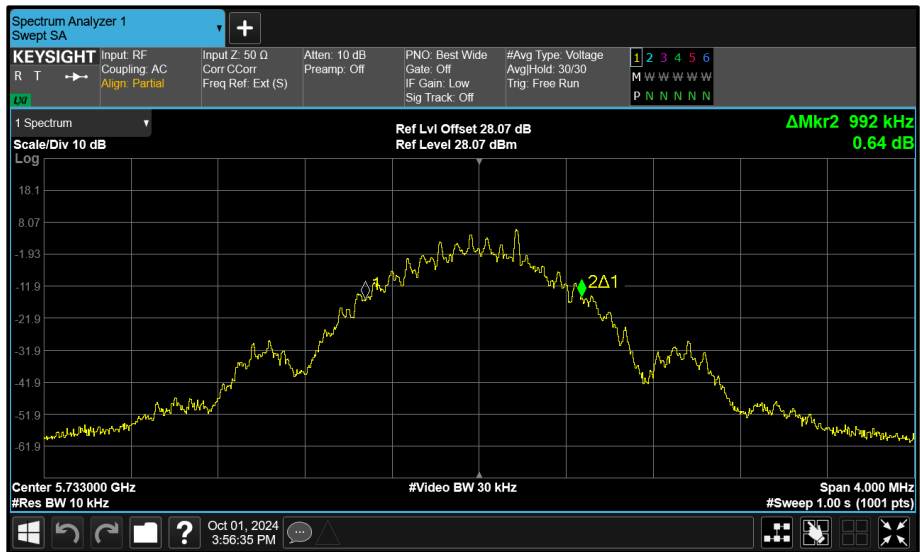 Spectrum Analyzer 1
Swept SA
KEYSIGHT
R T
LXI
Input: RF
Coupling: AC
Align: Partial
Input Z: 50 Ω
Corr CCorr
Freq Ref: Ext (S)
Atten: 10 dB
Preamp: Off
PNO: Best Wide
Gate: Off
IF Gain: Low
Sig Track: Off
#Avg Type: Voltage
Avg|Hold: 30/30
Trig: Free Run
1 2 3 4 5 6
M W W W W W
P N N N N N
1 Spectrum
Scale/Div 10 dB
Ref Lvl Offset 28.07 dB
Ref Level 28.07 dBm
ΔMkr2 992 kHz
0.64 dB
Log
18.1
8.07
-1.93
-11.9
-21.9
-31.9
-41.9
-51.9
-61.9
1
2Δ1
Center 5.733000 GHz
#Res BW 10 kHz
#Video BW 30 kHz
Span 4.000 MHz
#Sweep 1.00 s (1001 pts)
Oct 01, 2024
3:56:35 PM